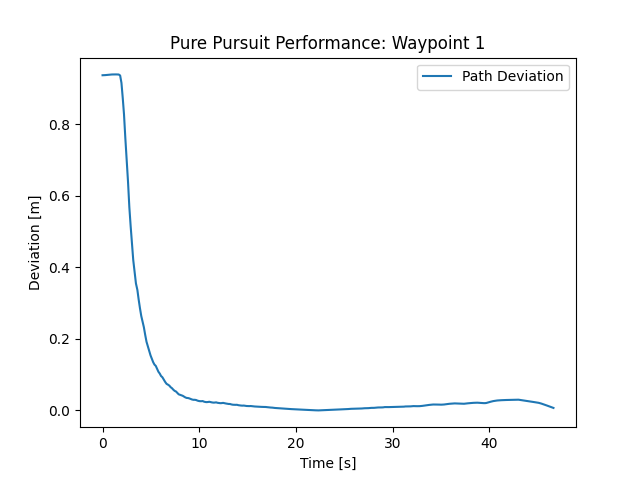 Pure Pursuit Performance: Waypoint 1
Path Deviation
Deviation [m]
0.8
0.6
0.4
0.2
0.0
0 10 20 30 40
Time [s]